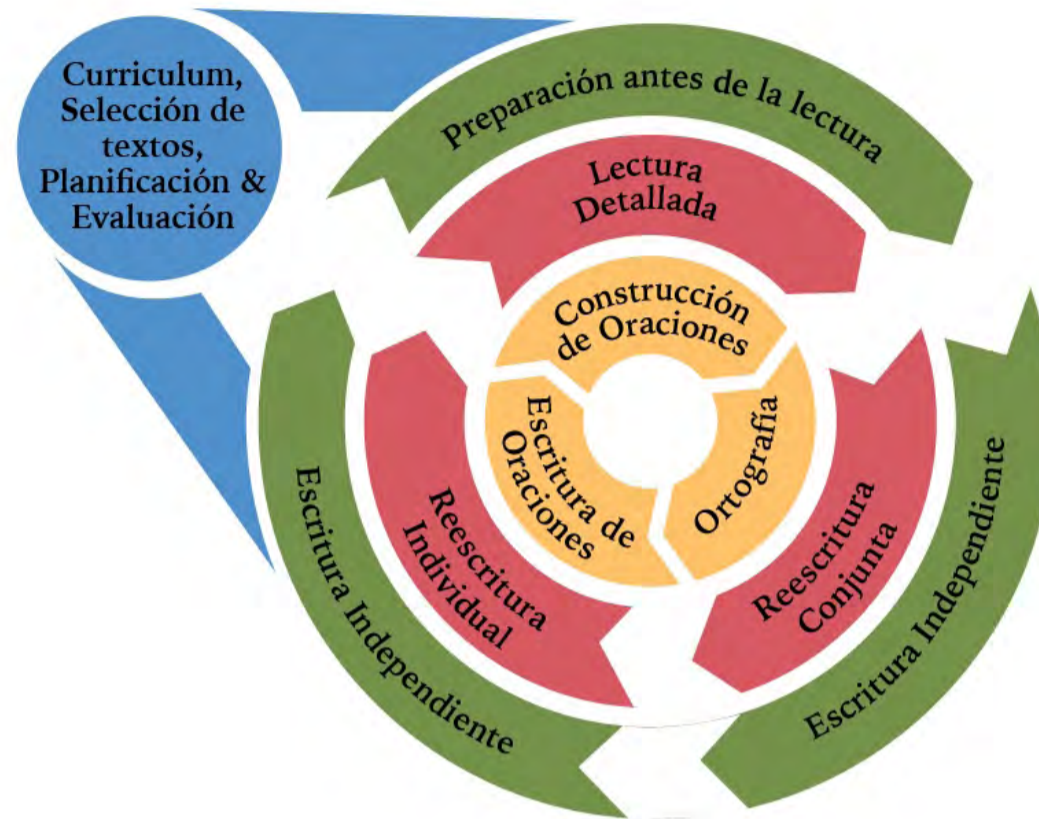 Curriculum,
Selección de
textos,
Planificación &
Evaluación
Preparación antes de la lectura
Lectura
Detallada
Construcción
de Oraciones
Escritura de
Oraciones
Ortografía
Reescritura
Individual
Reescritura
Conjunta
Escritura Independiente
Escritura Independiente